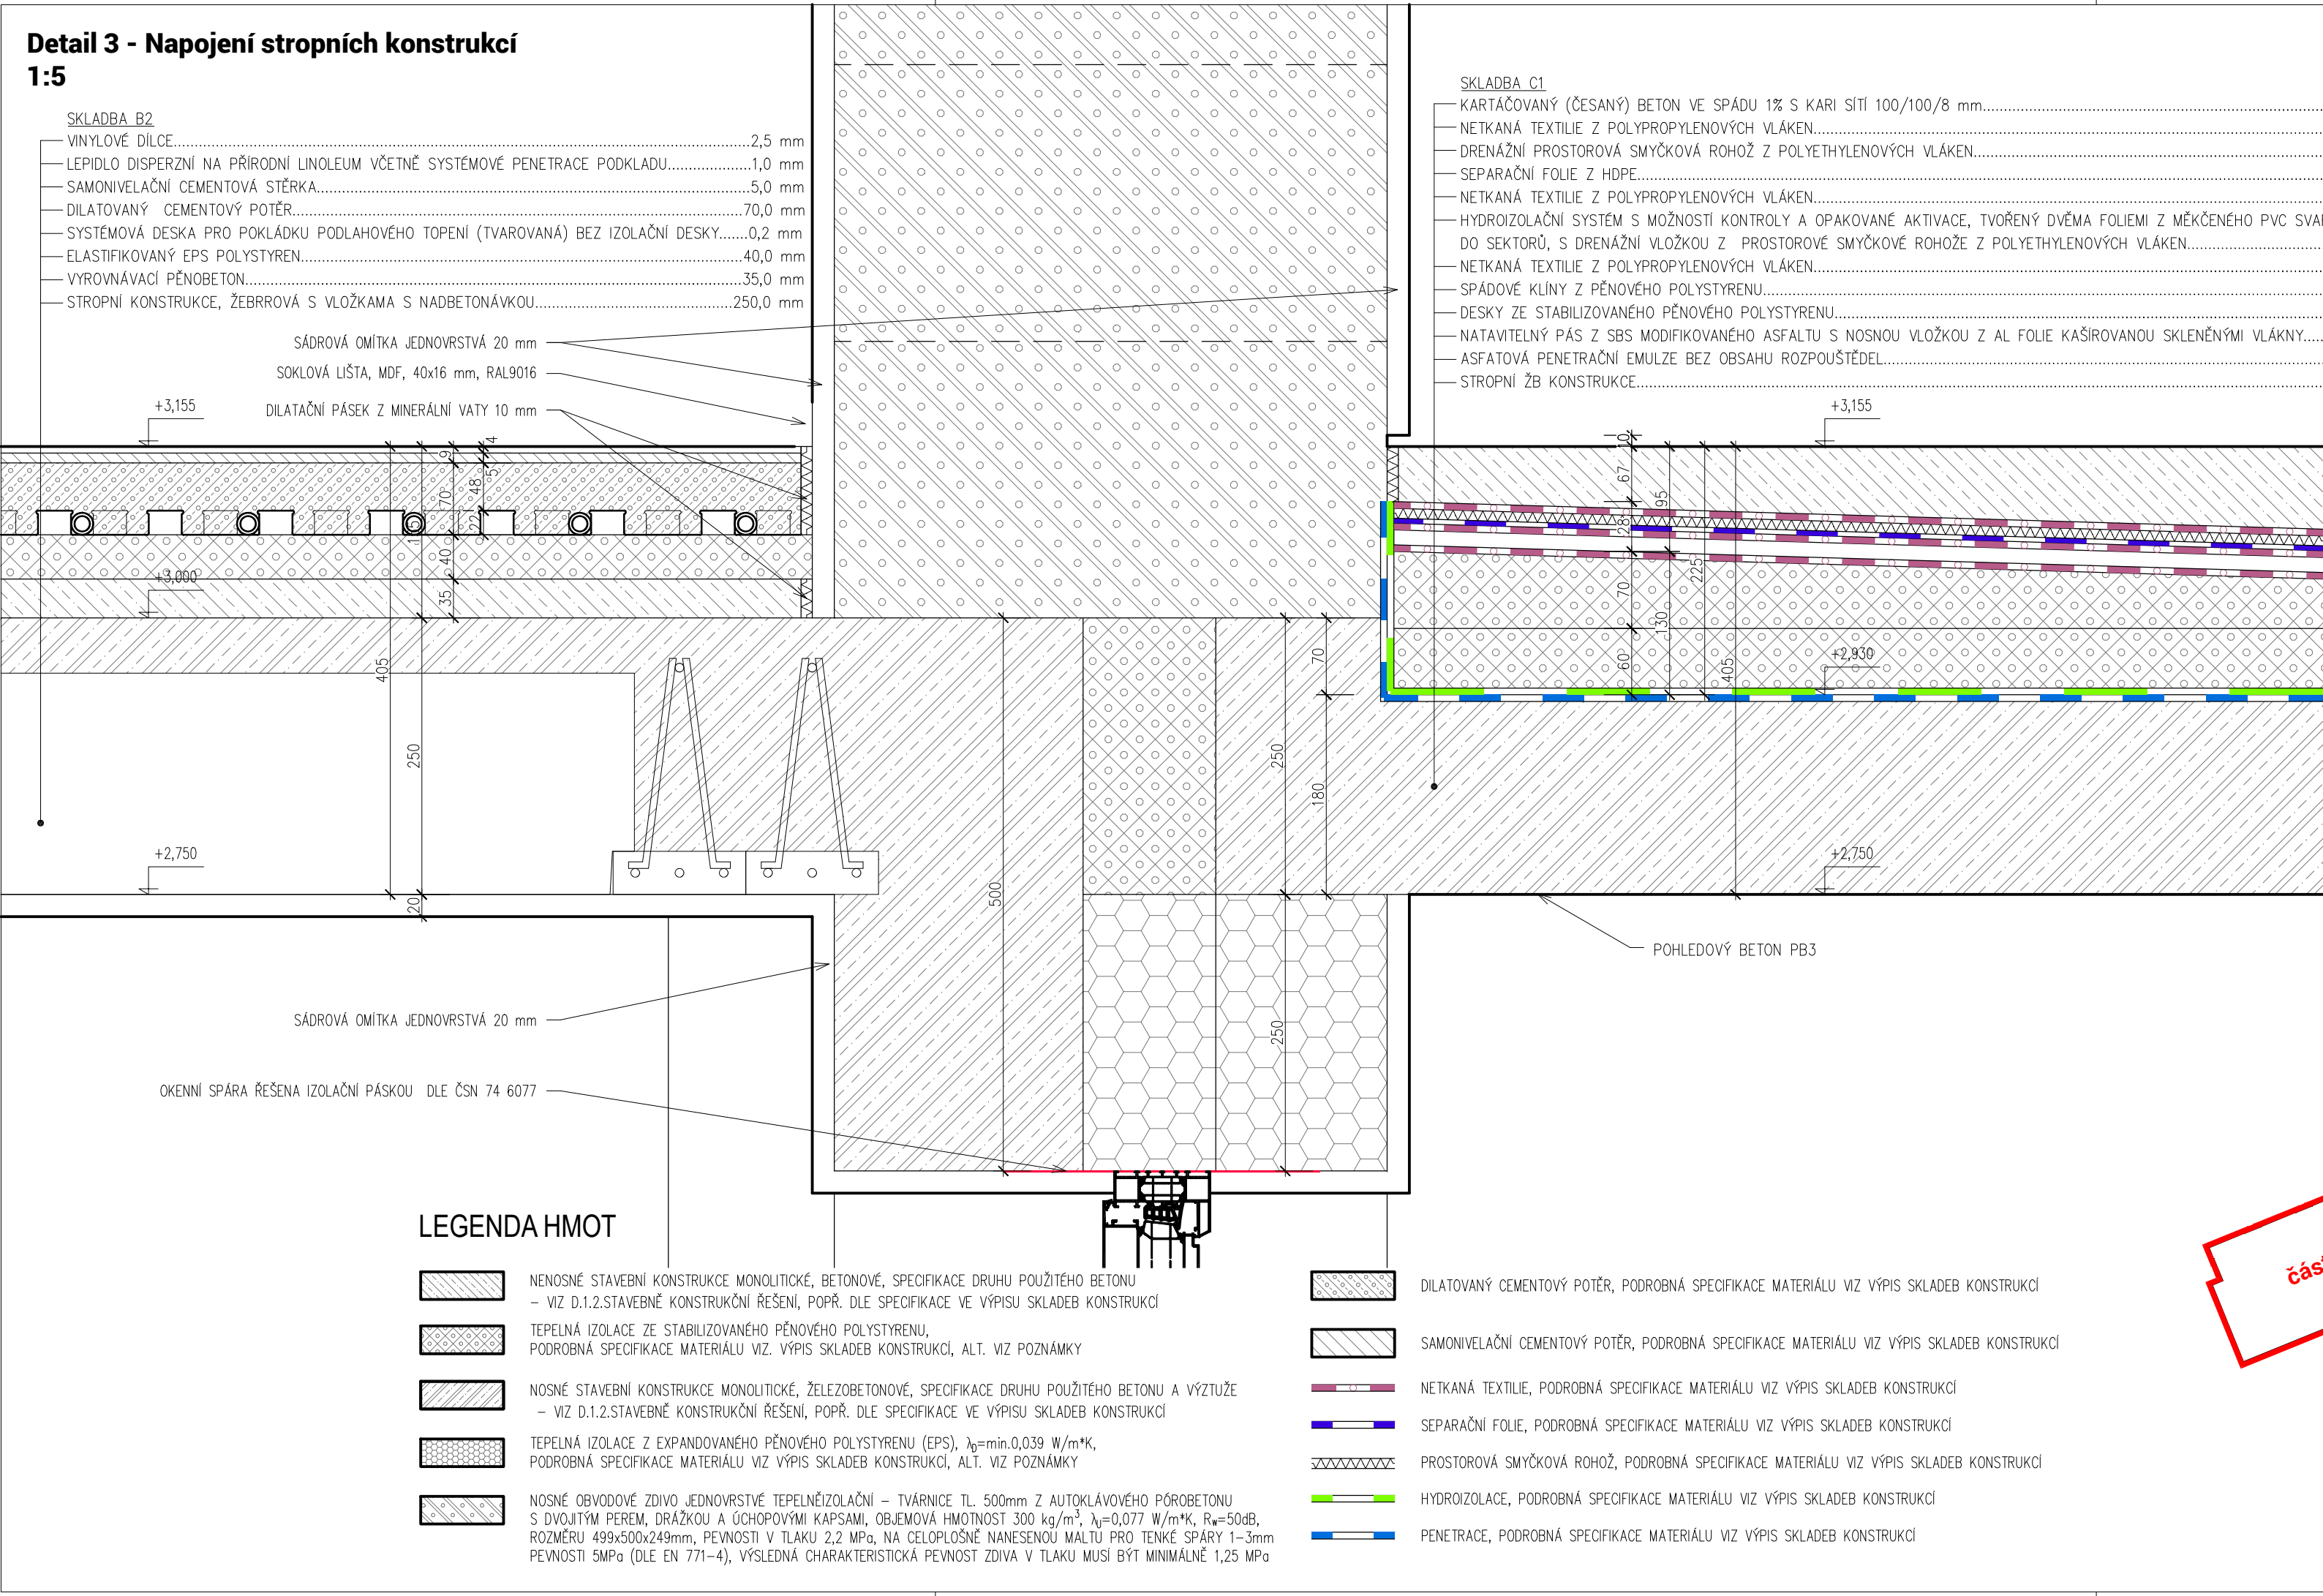 Detail 3 - Napojení stropních konstrukcí
1:5
SKLADBA B2
VINYLOVÉ DÍLCE...2,5 mm
LEPIDLO DISPERZNÍ NA PŘÍRODNÍ LINOLEUM VČETNĚ SYSTÉMOVÉ PENETRACE PODKLADU...1,0 mm
SAMONIVELAČNÍ CEMENTOVÁ STĚRKA...5,0 mm
DILATOVANÝ CEMENTOVÝ POTĚR...70,0 mm
SYSTÉMOVÁ DESKA PRO POKLÁDKU PODLAHOVÉHO TOPENÍ (TVAROVANÁ) BEZ IZOLAČNÍ DESKY...0,2 mm
ELASTIFIKOVANÝ EPS POLYSTYREN...40,0 mm
VYROVNÁVACÍ PĚNOBETON...35,0 mm
STROPNÍ KONSTRUKCE, ŽEBRROVÁ S VLOŽKAMA S NADBETONÁVKOU...250,0 mm
SÁDROVÁ OMÍTKA JEDNOVRSTVÁ 20 mm
SOKLOVÁ LIŠTA, MDF, 40x16 mm, RAL9016
DILATAČNÍ PÁSEK Z MINERÁLNÍ VATY 10 mm
SKLADBA C1
KARTÁČOVANÝ (ČESANÝ) BETON VE SPÁDU 1% S KARI SÍTÍ 100/100/8 mm...
NETKANÁ TEXTILIE Z POLYPROPYLENOVÝCH VLÁKEN...
DRENÁŽNÍ PROSTOROVÁ SMYČKOVÁ ROHOŽ Z POLYETHYLENOVÝCH VLÁKEN...
SEPARAČNÍ FOLIE Z HDPE...
NETKANÁ TEXTILIE Z POLYPROPYLENOVÝCH VLÁKEN...
HYDROIZOLAČNÍ SYSTÉM S MOŽNOSTÍ KONTROLY A OPAKOVANÉ AKTIVACE, TVOŘENÝ DVĚMA FOLIEMI Z MĚKČENÉHO PVC
DO SEKTORŮ, S DRENÁŽNÍ VLOŽKOU Z PROSTOROVÉ SMYČKOVÉ ROHOŽE Z POLYETHYLENOVÝCH VLÁKEN...
NETKANÁ TEXTILIE Z POLYPROPYLENOVÝCH VLÁKEN...
SPÁDOVÉ KLÍNY Z PĚNOVÉHO POLYSTYRENU...
DESKY ZE STABILIZOVANÉHO PĚNOVÉHO POLYSTYRENU...
NATAVITELNÝ PÁS Z SBS MODIFIKOVANÉHO ASFALTU S NOSNOU VLOŽKOU Z AL FOLIE KAŠÍROVANOU SKLENĚNÝMI VLÁKNY...
ASFATOVÁ PENETRAČNÍ EMULZE BEZ OBSAHU ROZPOUŠTĚDEL...
STROPNÍ ŽB KONSTRUKCE...
+3,155
+3,000
+2,750
405
155
250
20
9
70
40
35
4
5
48
22
500
250
250
70
180
+3,155
+2,930
+2,750
10
67
28
70
60
95
130
225
405
POHLEDOVÝ BETON PB3
SÁDROVÁ OMÍTKA JEDNOVRSTVÁ 20 mm
OKENNÍ SPÁRA ŘEŠENA IZOLAČNÍ PÁSKOU DLE ČSN 74 6077
LEGENDA HMOT
NENOSNÉ STAVEBNÍ KONSTRUKCE MONOLITICKÉ, BETONOVÉ, SPECIFIKACE DRUHU POUŽITÉHO BETONU
- VIZ D.1.2.STAVEBNĚ KONSTRUKČNÍ ŘEŠENÍ, POPŘ. DLE SPECIFIKACE VE VÝPISU SKLADEB KONSTRUKCÍ
TEPELNÁ IZOLACE ZE STABILIZOVANÉHO PĚNOVÉHO POLYSTYRENU,
PODROBNÁ SPECIFIKACE MATERIÁLU VIZ. VÝPIS SKLADEB KONSTRUKCÍ, ALT. VIZ POZNÁMKY
NOSNÉ STAVEBNÍ KONSTRUKCE MONOLITICKÉ, ŽELEZOBETONOVÉ, SPECIFIKACE DRUHU POUŽITÉHO BETONU A VÝZTUŽE
- VIZ D.1.2.STAVEBNĚ KONSTRUKČNÍ ŘEŠENÍ, POPŘ. DLE SPECIFIKACE VE VÝPISU SKLADEB KONSTRUKCÍ
TEPELNÁ IZOLACE Z EXPANDOVANÉHO PĚNOVÉHO POLYSTYRENU (EPS), λD=min.0,039 W/m*K,
PODROBNÁ SPECIFIKACE MATERIÁLU VIZ VÝPIS SKLADEB KONSTRUKCÍ, ALT. VIZ POZNÁMKY
NOSNÉ OBVODOVÉ ZDIVO JEDNOVRSTVÉ TEPELNĚIZOLAČNÍ – TVÁRNICE TL. 500mm Z AUTOKLÁVOVÉHO PÓROBETONU
S DVOJITÝM PEREM, DRÁŽKOU A ÚCHOPOVÝMI KAPSAMI, OBJEMOVÁ HMOTNOST 300 kg/m³, λU=0,077 W/m*K, Rw=50dB,
ROZMĚRU 499x500x249mm, PEVNOSTI V TLAKU 2,2 MPa, NA CELOPLOŠNĚ NANESENOU MALTU PRO TENKÉ SPÁRY 1-3mm
PEVNOSTI 5MPa (DLE EN 771-4), VÝSLEDNÁ CHARAKTERISTICKÁ PEVNOST ZDIVA V TLAKU MUSÍ BÝT MINIMÁLNĚ 1,25 MPa
DILATOVANÝ CEMENTOVÝ POTĚR, PODROBNÁ SPECIFIKACE MATERIÁLU VIZ VÝPIS SKLADEB KONSTRUKCÍ
SAMONIVELAČNÍ CEMENTOVÝ POTĚR, PODROBNÁ SPECIFIKACE MATERIÁLU VIZ VÝPIS SKLADEB KONSTRUKCÍ
NETKANÁ TEXTILIE, PODROBNÁ SPECIFIKACE MATERIÁLU VIZ VÝPIS SKLADEB KONSTRUKCÍ
SEPARAČNÍ FOLIE, PODROBNÁ SPECIFIKACE MATERIÁLU VIZ VÝPIS SKLADEB KONSTRUKCÍ
PROSTOROVÁ SMYČKOVÁ ROHOŽ, PODROBNÁ SPECIFIKACE MATERIÁLU VIZ VÝPIS SKLADEB KONSTRUKCÍ
HYDROIZOLACE, PODROBNÁ SPECIFIKACE MATERIÁLU VIZ VÝPIS SKLADEB KONSTRUKCÍ
PENETRACE, PODROBNÁ SPECIFIKACE MATERIÁLU VIZ VÝPIS SKLADEB KONSTRUKCÍ